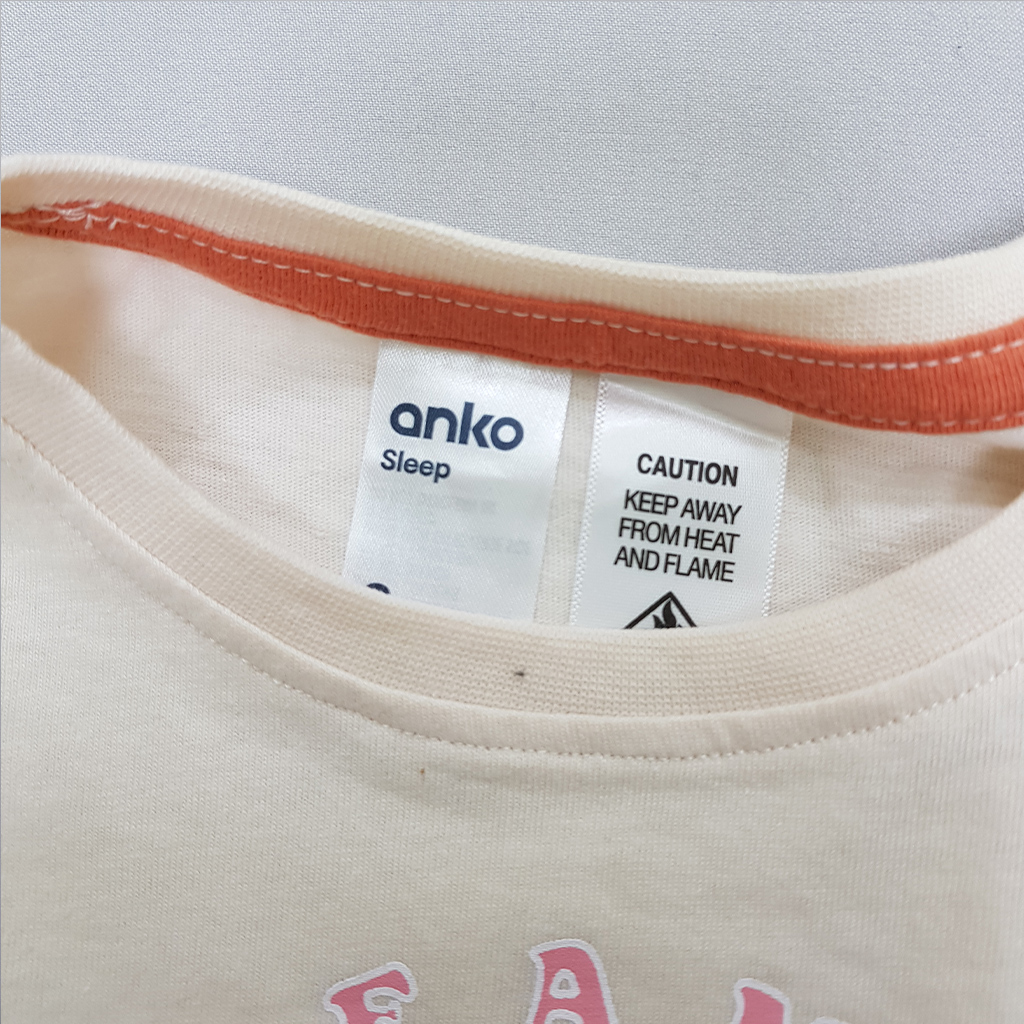 anko
Sleep
CAUTION
KEEP AWAY
FROM HEAT
AND FLAME